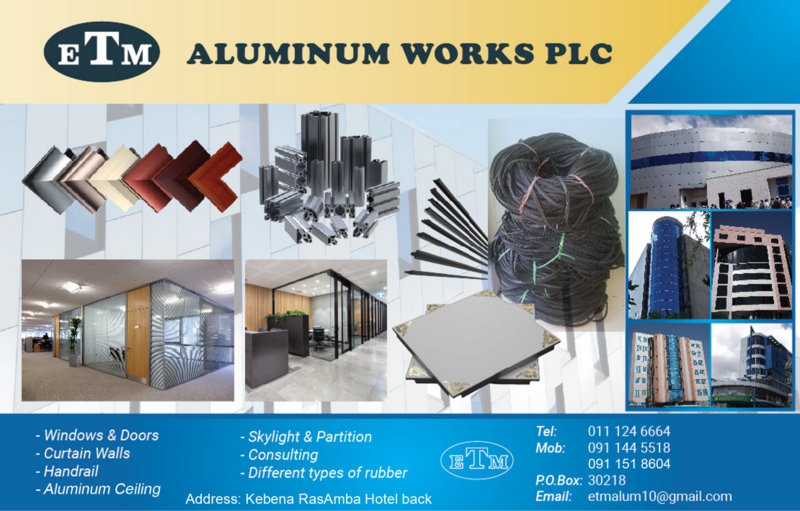 ETM
ALUMINUM WORKS PLC
- Windows & Doors
- Curtain Walls
- Handrail
- Aluminum Ceiling
- Skylight & Partition
- Consulting
- Different types of rubber
Address: Kebena RasAmba Hotel back
ETM
Tel: 011 124 6664
Mob: 091 144 5518
091 151 8604
P.O.Box: 30218
Email: etmalum10@gmail.com